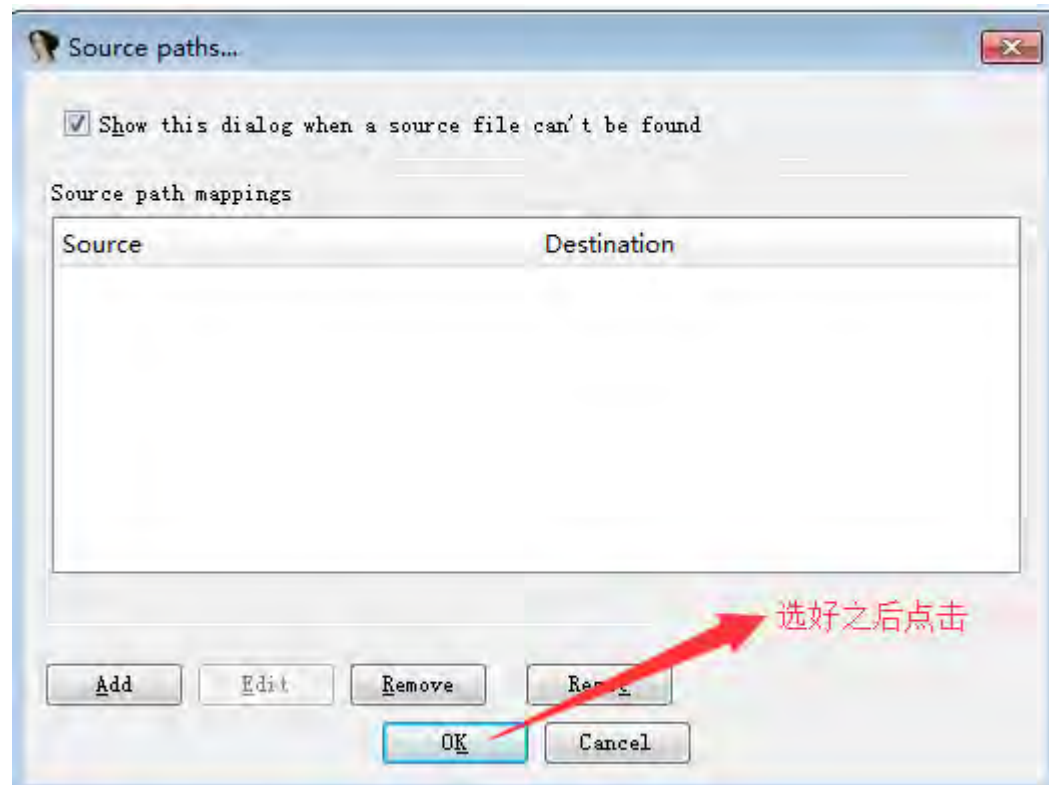 Source paths...
Show this dialog when a source file can't be found
Source path mappings
Source Destination
选好之后点击
Add Edit Remove
OK Cancel